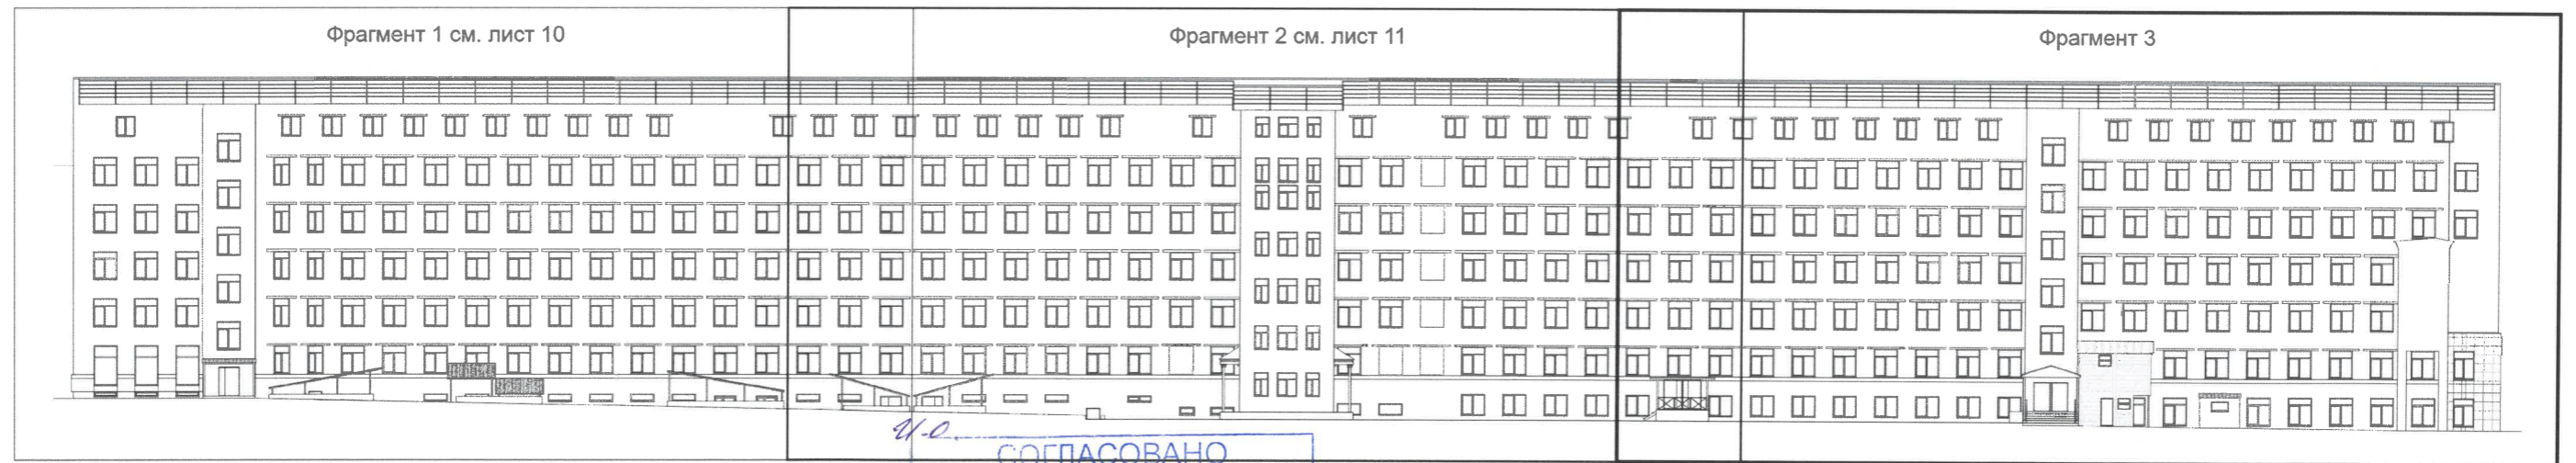 Фрагмент 1 см. лист 10
Фрагмент 2 см. лист 11
Фрагмент 3
И.о.
СОГЛАСОВАНО